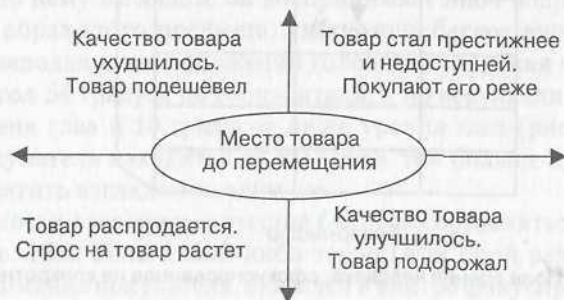 Качество товара
ухудшилось.
Товар подешевел
Товар стал престижнее
и недоступней.
Покупают его реже
Место товара
до перемещения
Товар распродается.
Спрос на товар растет
Качество товара
улучшилось.
Товар подорожал